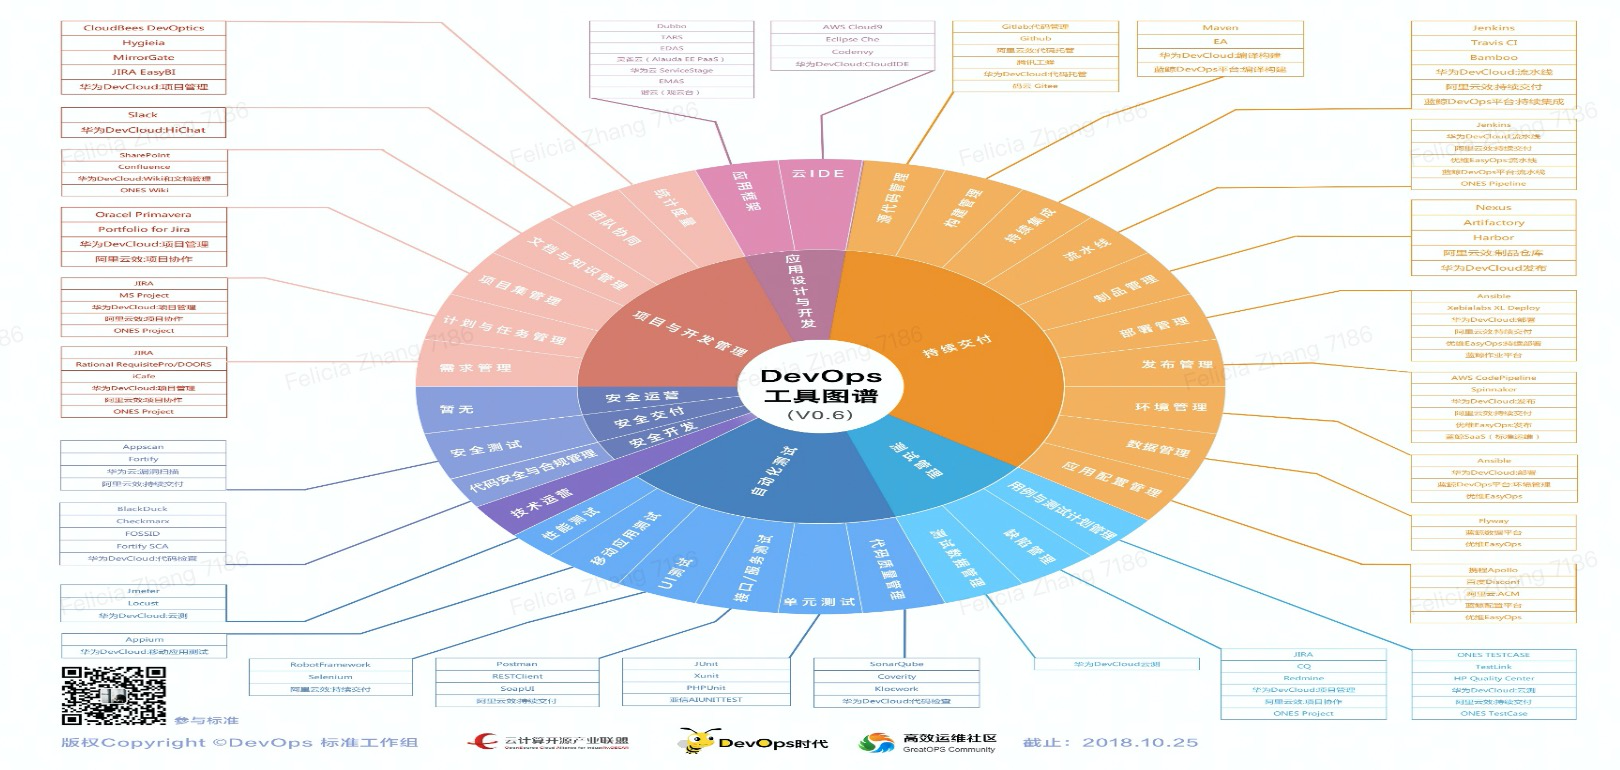 CloudBees DevOptics
Hygieia
MirrorGate
JIRA EasyBI
华为DevCloud:项目管理
Slack
华为DevCloud:HiChat
SharePoint
Confluence
华为DevCloud:Wiki和文档管理
ONES Wiki
Oracel Primavera
Portfolio for Jira
华为DevCloud:项目管理
阿里云效:项目协作
JIRA
MS Project
华为DevCloud:项目管理
阿里云效:项目协作
ONES Project
JIRA
Rational RequisitePro/DOORS
iCafe
华为DevCloud:项目管理
阿里云效:项目协作
ONES Project
Appscan
Fortify
华为云:漏洞扫描
阿里云效:持续交付
BlackDuck
Checkmarx
FOSSID
Fortify SCA
华为DevCloud:代码检查
Jmeter
Locust
华为DevCloud:云测
Appium
华为DevCloud:移动应用测试
Dubbo
TARS
EDAS
灵雀云（Alauda EE PaaS）
华为云 ServiceStage
EMAS
AWS Cloud9
Eclipse Che
Codenvy
华为DevCloud:CloudIDE
Gitlab:代码管理
Github
阿里云效:代码托管
腾讯工蜂
华为DevCloud:代码托管
码云 Gitee
Maven
EA
华为DevCloud:编译构建
蓝鲸DevOps平台:编译构建
Jenkins
Travis CI
Bamboo
华为DevCloud:流水线
阿里云效:持续交付
蓝鲸DevOps平台:持续集成
Jenkins
华为DevCloud:流水线
阿里云效:持续交付
优维EasyOps:流水线
蓝鲸DevOps平台:流水线
ONES Pipeline
Nexus
Artifactory
Harbor
阿里云效:制品仓库
华为DevCloud发布
Ansible
Xebialabs XL Deploy
华为DevCloud:部署
阿里云效:持续交付
优维EasyOps:持续部署
蓝鲸作业平台
AWS CodePipeline
Spinnaker
华为DevCloud:发布
阿里云效:持续交付
优维EasyOps:发布
蓝鲸SaaS（标准运维）
Ansible
华为DevCloud:部署
蓝鲸DevOps平台:环境管理
优维EasyOps
Flyway
蓝鲸数据平台
优维EasyOps
携程Apollo
百度Disconf
阿里云:ACM
蓝鲸配置平台
优维EasyOps
统计度量
团队协同
文档与知识管理
项目集管理
计划与任务管理
需求管理
暂无
安全测试
代码安全与合规管理
技术运营
性能测试
移动应用测试
UI测试
接口/服务测试
单元测试
代码质量管理
测试数据管理
缺陷管理
用例与测试计划管理
应用配置管理
数据管理
环境管理
发布管理
部署管理
制品管理
流水线
持续集成
构建管理
源代码管理
云IDE
应用框架
项目与开发管理
应用设计与开发
持续交付
测试管理
自动化测试
安全开发
安全交付
安全运营
DevOps
工具图谱
(V0.6)
RobotFramework
Selenium
阿里云效:持续交付
Postman
RESTClient
SoapUI
阿里云效:持续交付
JUnit
Xunit
PHPUnit
亚信AIUNITTEST
SonarQube
Coverity
Klocwork
华为DevCloud:代码检查
华为DevCloud:云测
JIRA
CQ
Redmine
华为DevCloud:项目管理
阿里云效:项目协作
ONES Project
ONES TESTCASE
TestLink
HP Quality Center
华为DevCloud:云测
阿里云效:持续交付
ONES TestCase
参与标准
版权Copyright ©DevOps 标准工作组
云计算开源产业联盟
DevOps时代
高效运维社区
GreatOPS Community
截止：2018.10.25
Felicia Zhang 7186